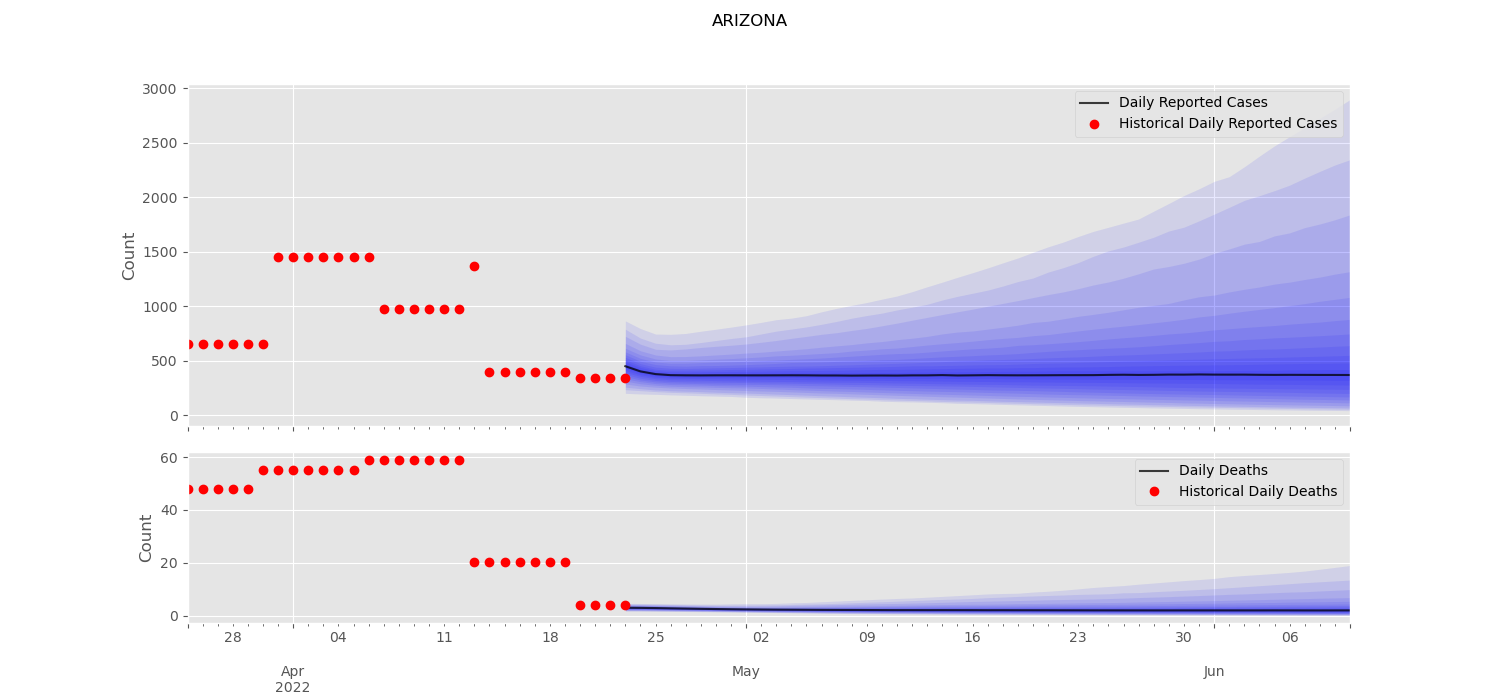 ARIZONA
3000
2500
2000
1500
1000
500
0
Count
Daily Reported Cases
Historical Daily Reported Cases
60
40
20
0
Count
Daily Deaths
Historical Daily Deaths
28 04 11 18 25 02 09 16 23 30 06
Apr May Jun
2022